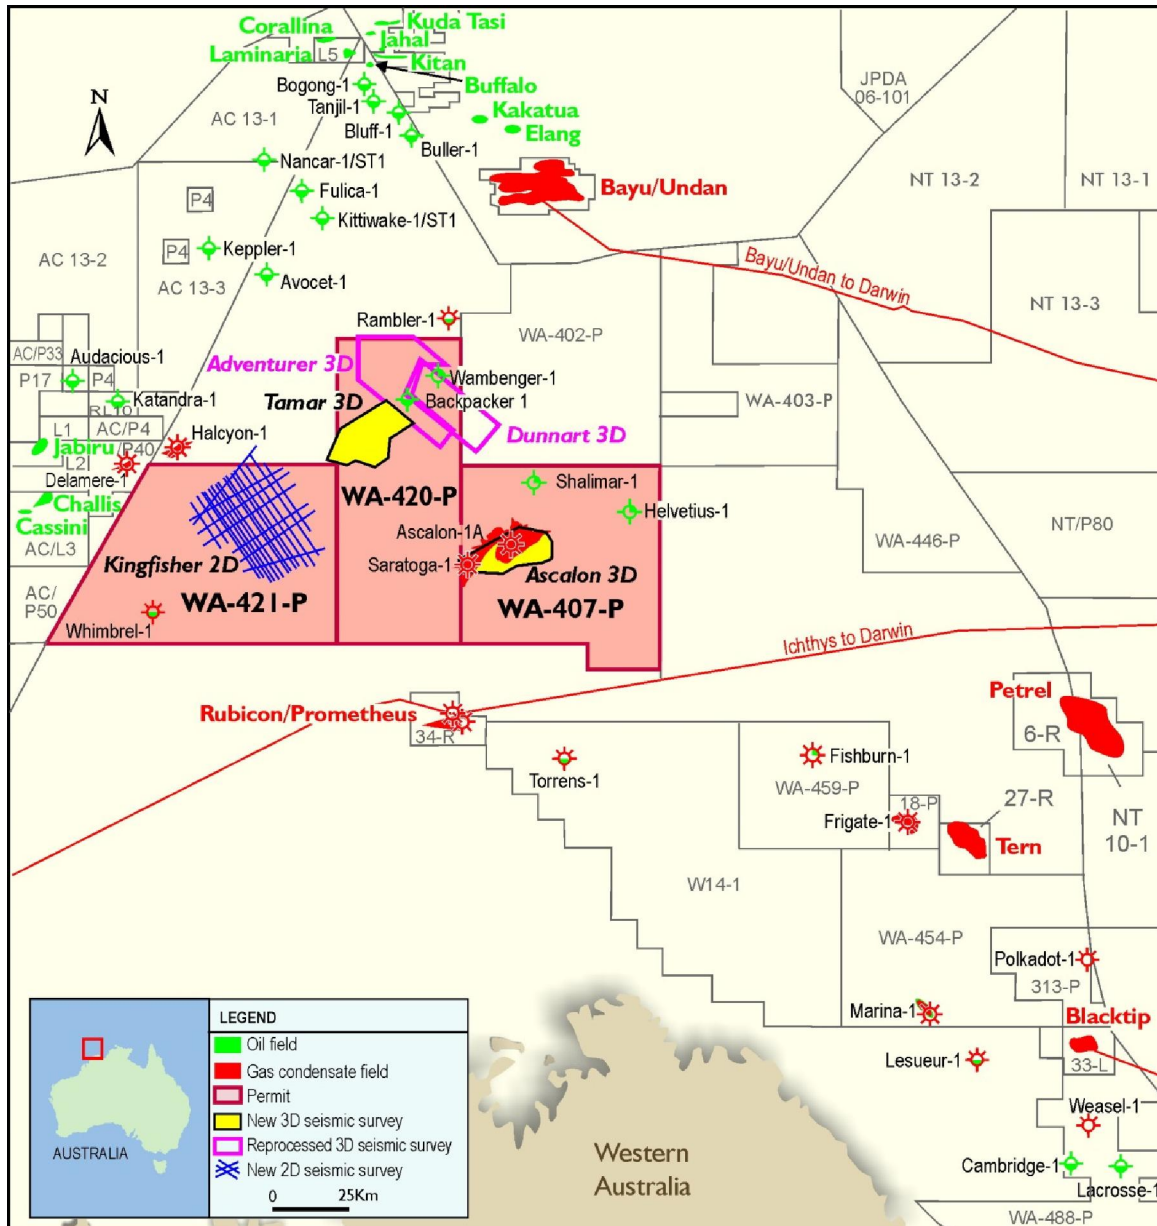 Corallina
Kuda Tasi
Jahal
Laminaria
L5
Kitan
Bogong-1
Buffalo
JPDA
06-101
Tanjil-1
Kakatua
AC 13-1
Elang
Bluff-1
Buller-1
N
Nancar-1/ST1
NT 13-2
NT 13-1
Fulica-1
Bayu/Undan
P4
Kittiwake-1/ST1
Keppler-1
P4
AC 13-2
Bayu/Undan to Darwin
AC 13-3
Avocet-1
NT 13-3
Rambler-1
WA-402-P
AC/P33
Audacious-1
Adventurer 3D
P17
P4
Wambenger-1
Katandra-1
Tamar 3D
Backpacker 1
WA-403-P
RL101
L1
AC/P4
Halcyon-1
Dunnart 3D
Jabiru
/P40
L2
Delamere-1
WA-420-P
Shalimar-1
Challis
Helvetius-1
Cassini
Ascalon-1A
NT/P80
AC/L3
Kingfisher 2D
Saratoga-1
Ascalon 3D
WA-446-P
AC/
P50
WA-421-P
WA-407-P
Whimbrel-1
Ichthys to Darwin
Rubicon/Prometheus
34-R
Petrel
6-R
Torrens-1
Fishburn-1
WA-459-P
18-P
27-R
Frigate-1
NT
10-1
Tern
W14-1
WA-454-P
Polkadot-1
313-P
Marina-1
Blacktip
Lesueur-1
33-L
Weasel-1
Cambridge-1
Lacrosse-1
WA-488-P
Western
Australia
AUSTRALIA
LEGEND
Oil field
Gas condensate field
Permit
New 3D seismic survey
Reprocessed 3D seismic survey
New 2D seismic survey
0 25Km